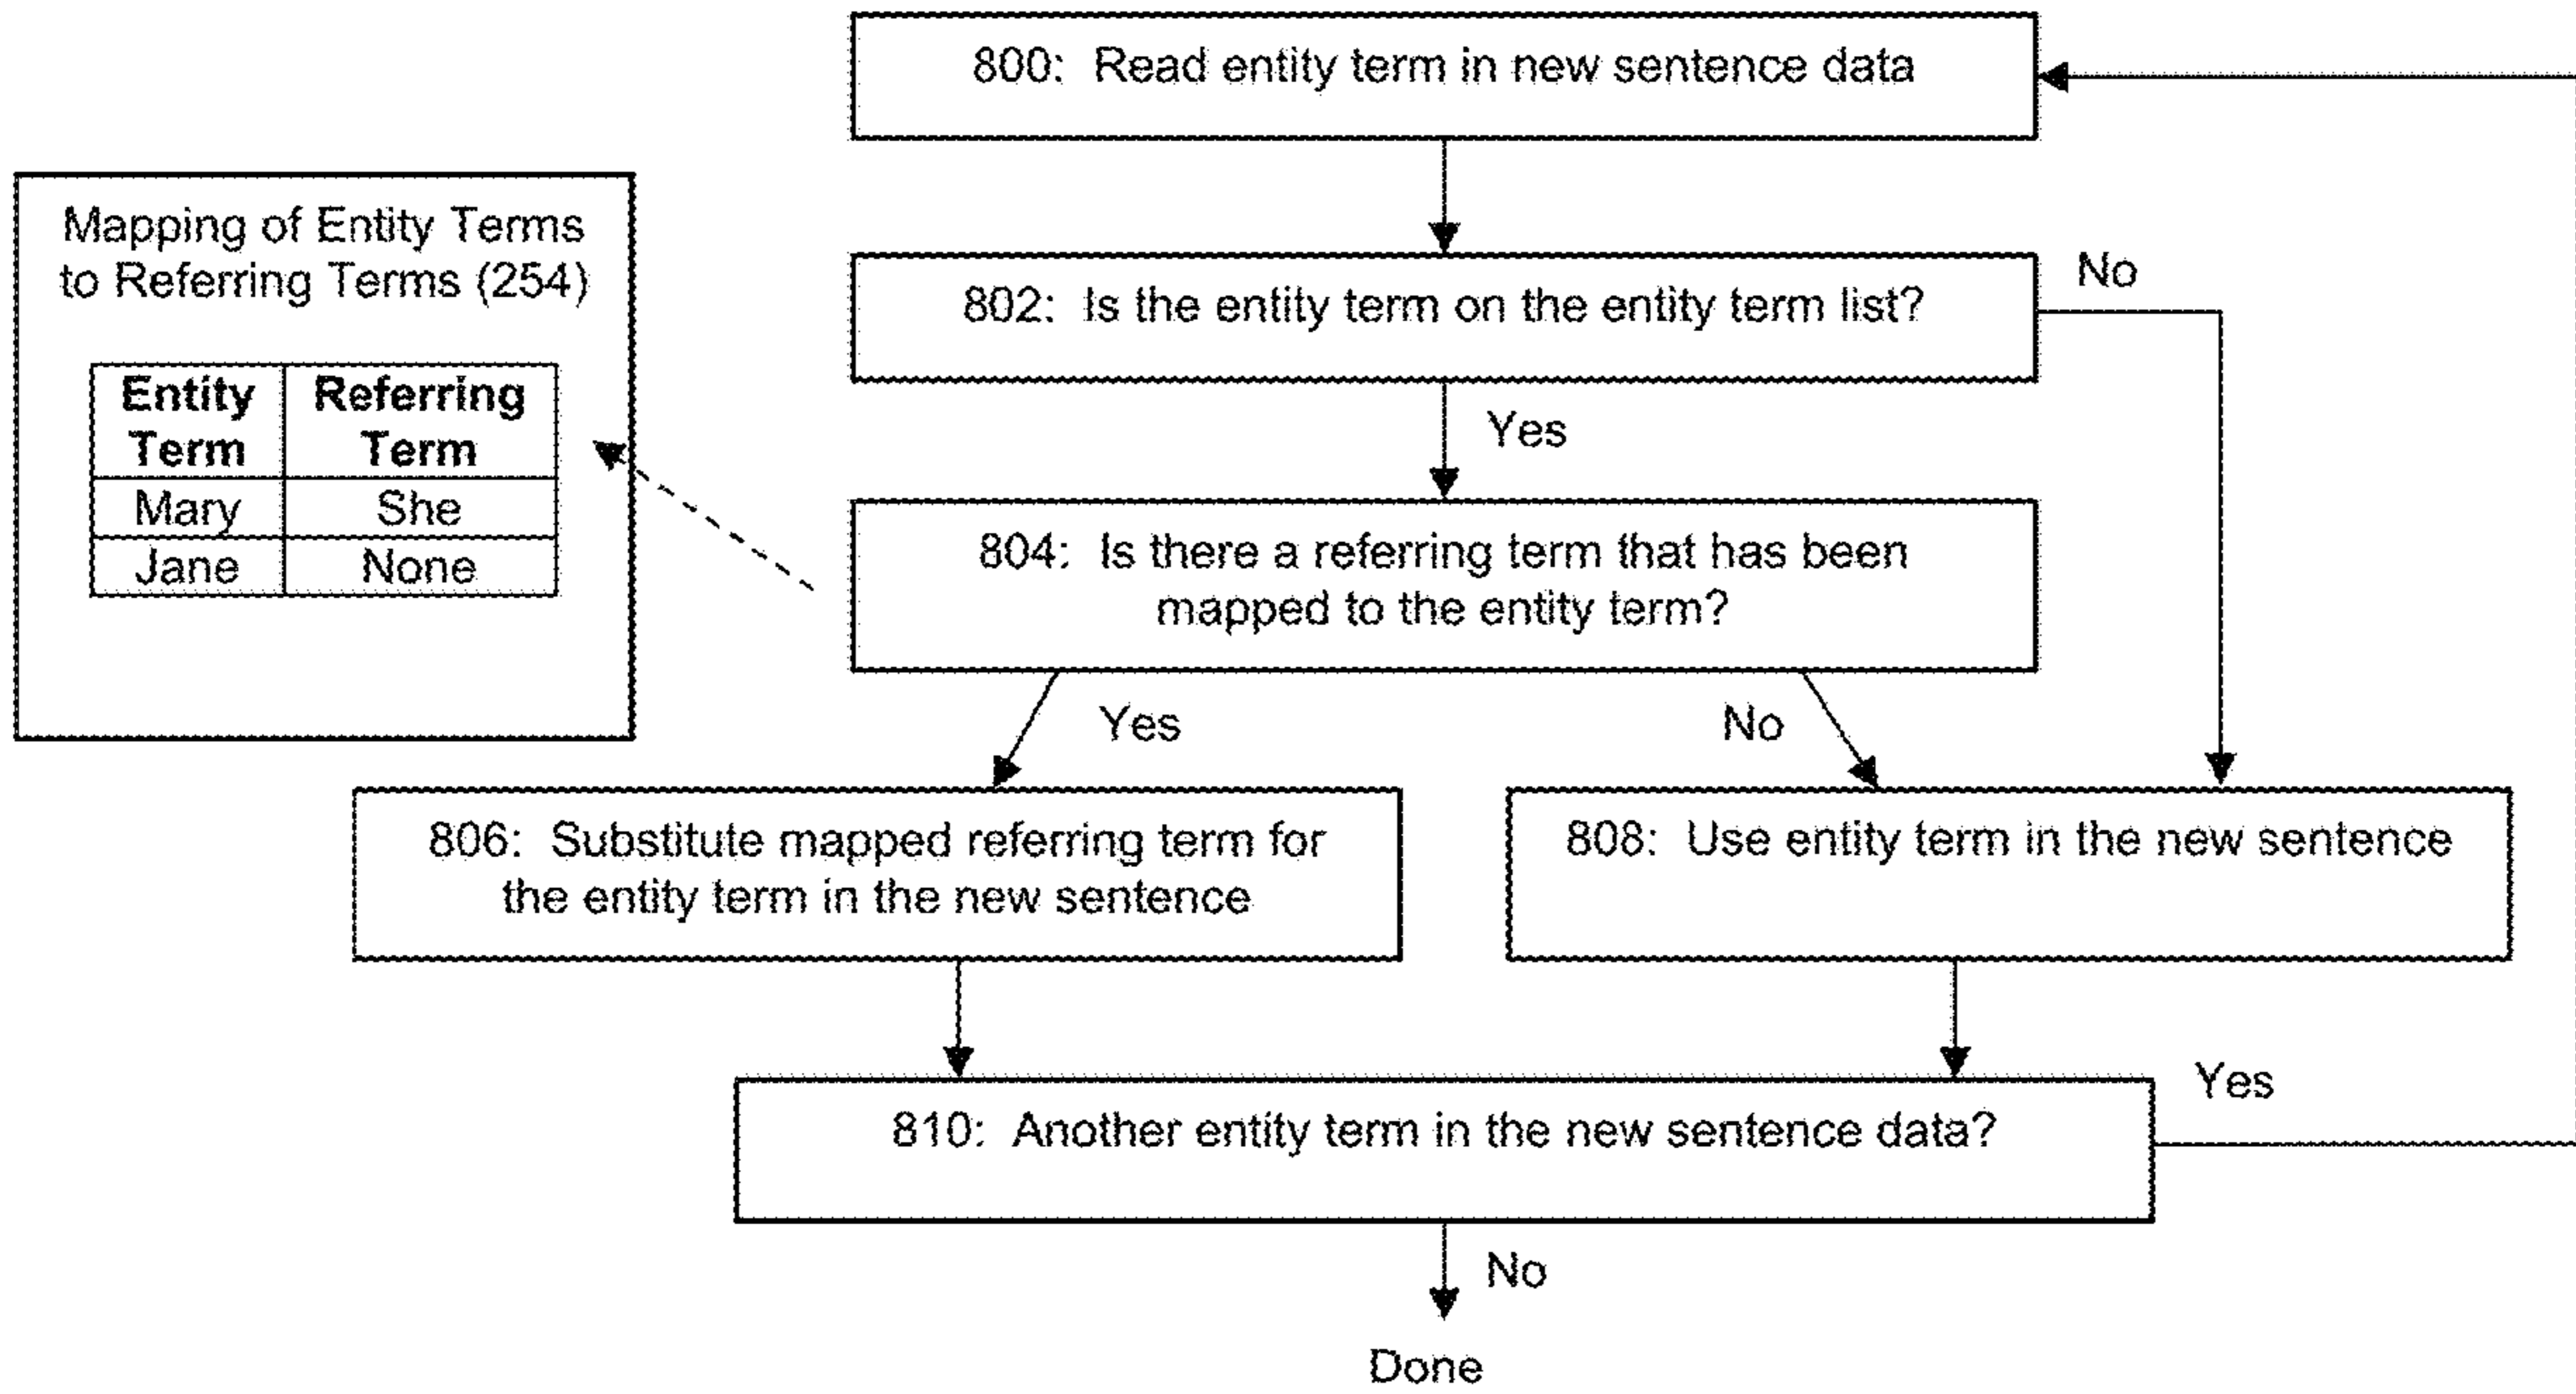 800: Read entity term in new sentence data
Mapping of Entity Terms
to Referring Terms (254)
Entity Term Referring Term
Mary She
Jane None
802: Is the entity term on the entity term list?
No
Yes
804: Is there a referring term that has been
mapped to the entity term?
Yes
No
806: Substitute mapped referring term for
the entity term in the new sentence
808: Use entity term in the new sentence
810: Another entity term in the new sentence data?
Yes
No
Done